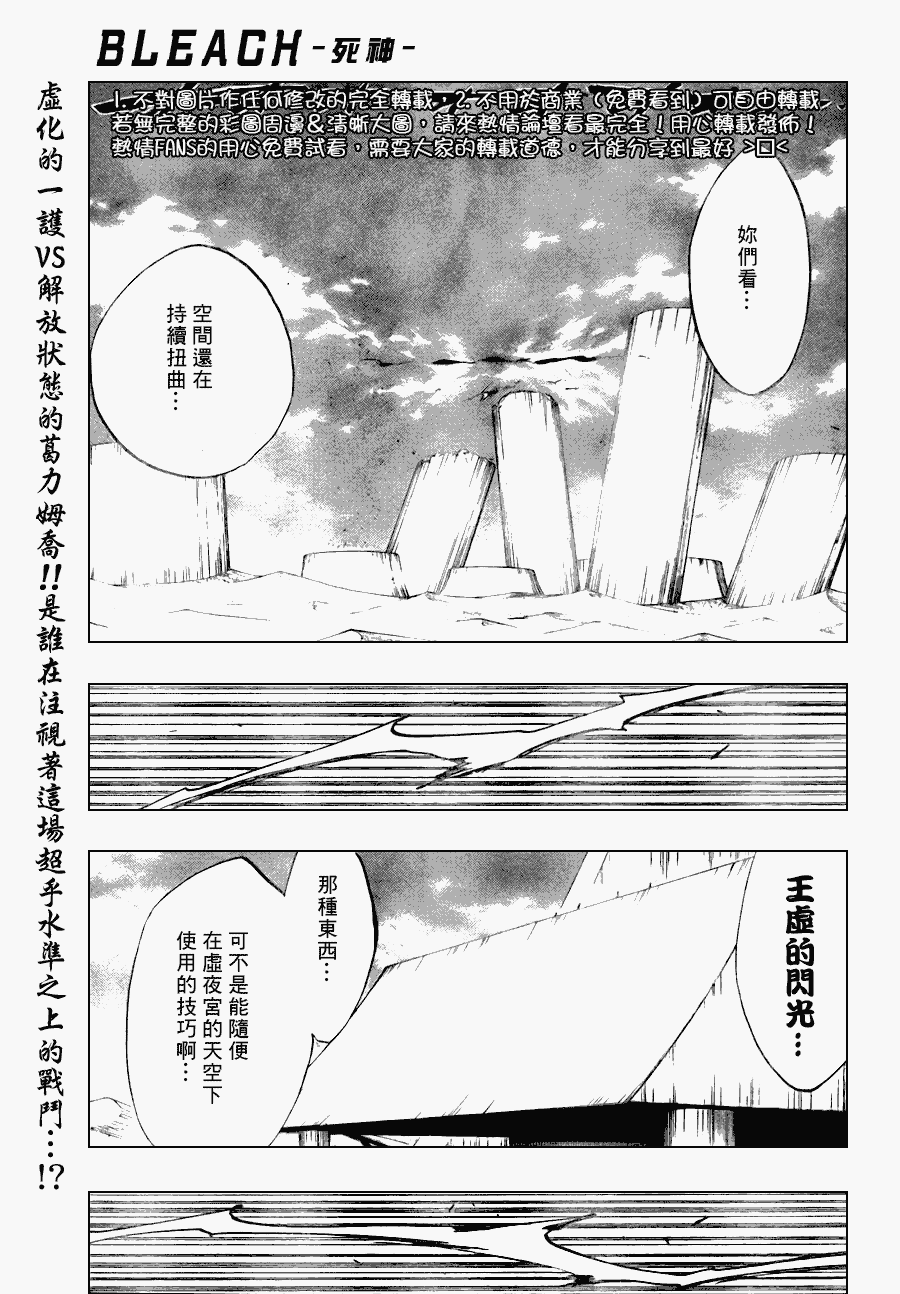 BLEACH-死神-
1. 不對圖片作任何修改的完全轉載，2. 不用於商業（免費看到）可自由轉載
若無完整的彩圖周漫&清晰大圖，請來熱情論壇看最完全！用心轉載發佈！
熱情FANS的用心免費試看，需要大家的轉載道德，才能分享到最好 >口<
妳們看…
空間還在
持續扭曲…
王虛的閃光…
那種東西…
可不是能隨便
在虛夜宮的天空下
使用的技巧啊…
虛化的一護VS解放狀態的葛力姆喬!!是誰在注視著這場超乎水準之上的戰鬥…!?